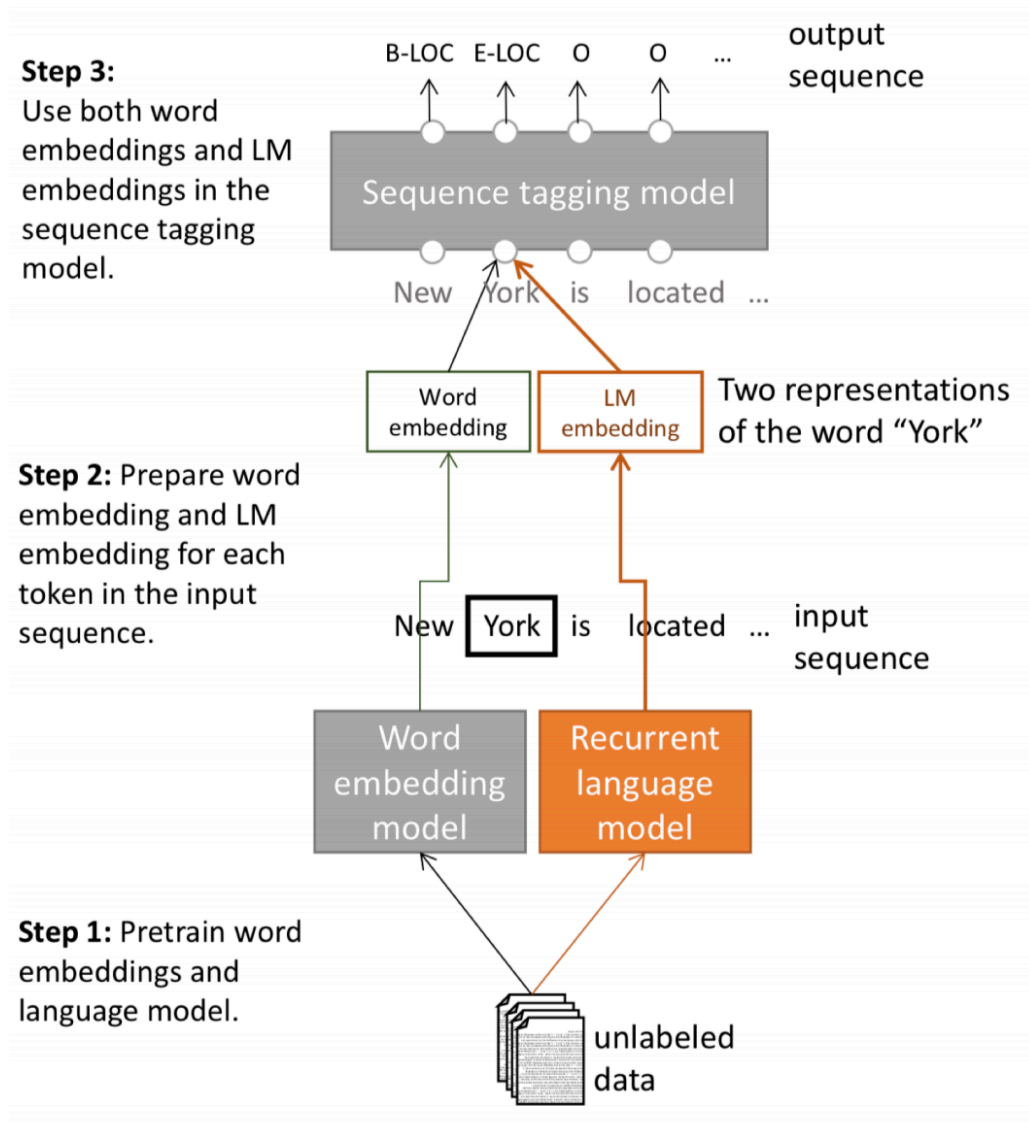 B-LOC E-LOC O O ...
output
sequence
Step 3:
Use both word
embeddings and LM
embeddings in the
sequence tagging
model.
Sequence tagging model
New York is located ...
Word
embedding
LM
embedding
Two representations
of the word “York”
Step 2: Prepare word
embedding and LM
embedding for each
token in the input
sequence.
New York is located ...
input
sequence
Word
embedding
model
Recurrent
language
model
Step 1: Pretrain word
embeddings and
language model.
unlabeled
data